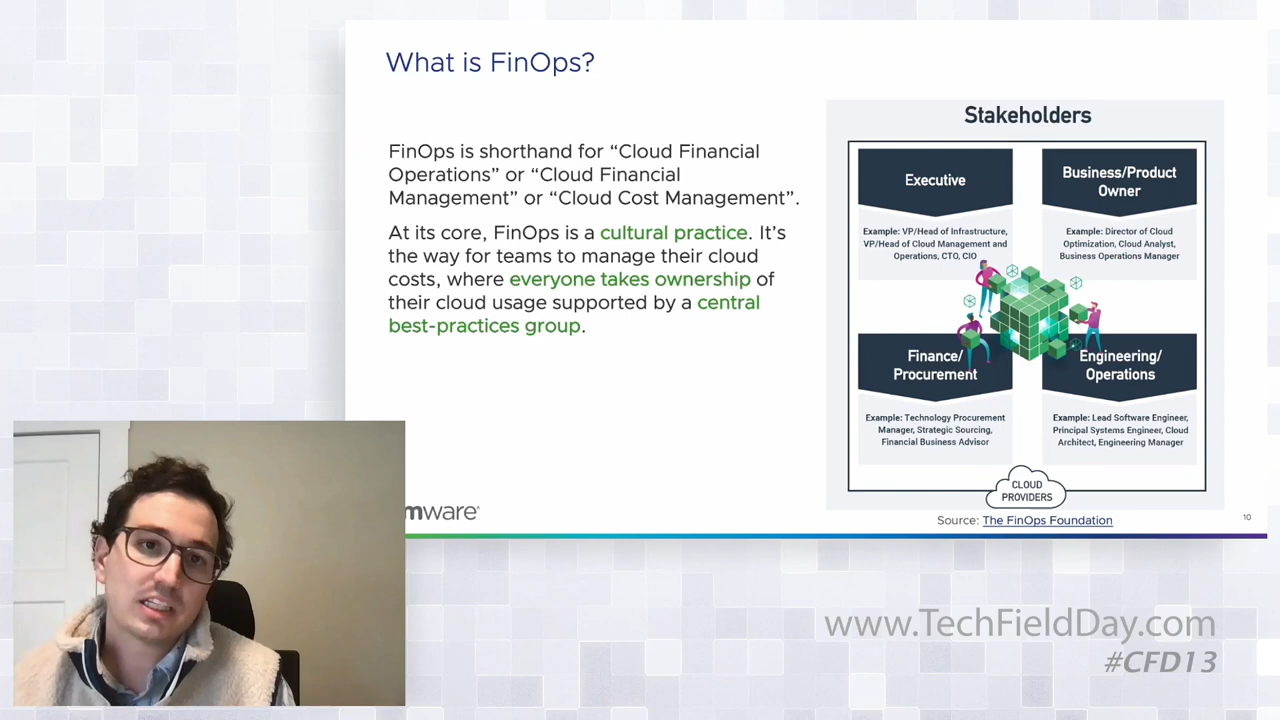 What is FinOps?
FinOps is shorthand for “Cloud Financial
Operations” or “Cloud Financial
Management” or “Cloud Cost Management”.
At its core, FinOps is a cultural practice. It’s
the way for teams to manage their cloud
costs, where everyone takes ownership of
their cloud usage supported by a central
best-practices group.
Stakeholders
Executive
Example: VP/Head of Infrastructure,
VP/Head of Cloud Management and
Operations, CTO, CIO
Business/Product
Owner
Example: Director of Cloud
Optimization, Cloud Analyst,
Business Operations Manager
Finance/
Procurement
Example: Technology Procurement
Manager, Strategic Sourcing,
Financial Business Advisor
Engineering/
Operations
Example: Lead Software Engineer,
Principal Systems Engineer, Cloud
Architect, Engineering Manager
CLOUD
PROVIDERS
mware®
Source: The FinOps Foundation
10
www.TechFieldDay.com
#CFD13